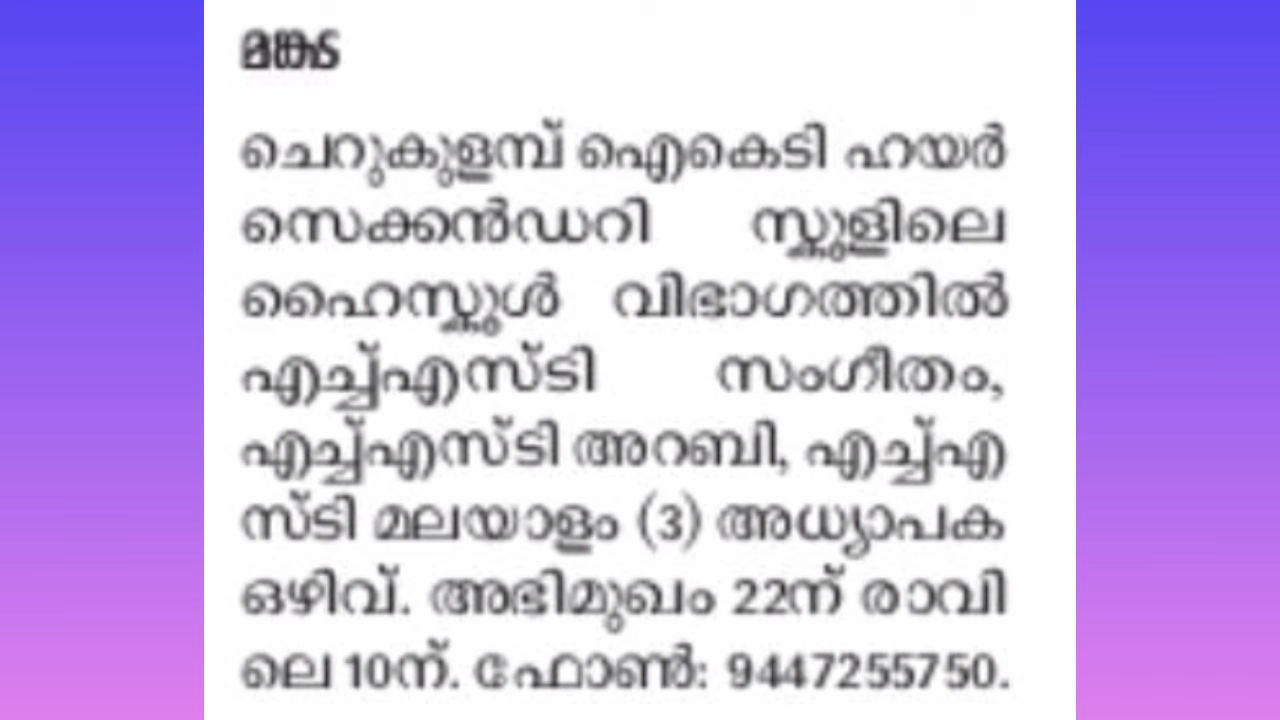 മങ്കട
ചെറുകുളമ്പ് ഐകെടി ഹയർ
സെക്കൻഡറി സ്കൂളിലെ
ഹൈസ്കൂൾ വിഭാഗത്തിൽ
എച്ച്എസ്ടി സംഗീതം,
എച്ച്എസ്ടി അറബി, എച്ച്എ
സ്ടി മലയാളം (3) അധ്യാപക
ഒഴിവ്. അഭിമുഖം 22ന് രാവി
ലെ 10ന്. ഫോൺ: 9447255750.